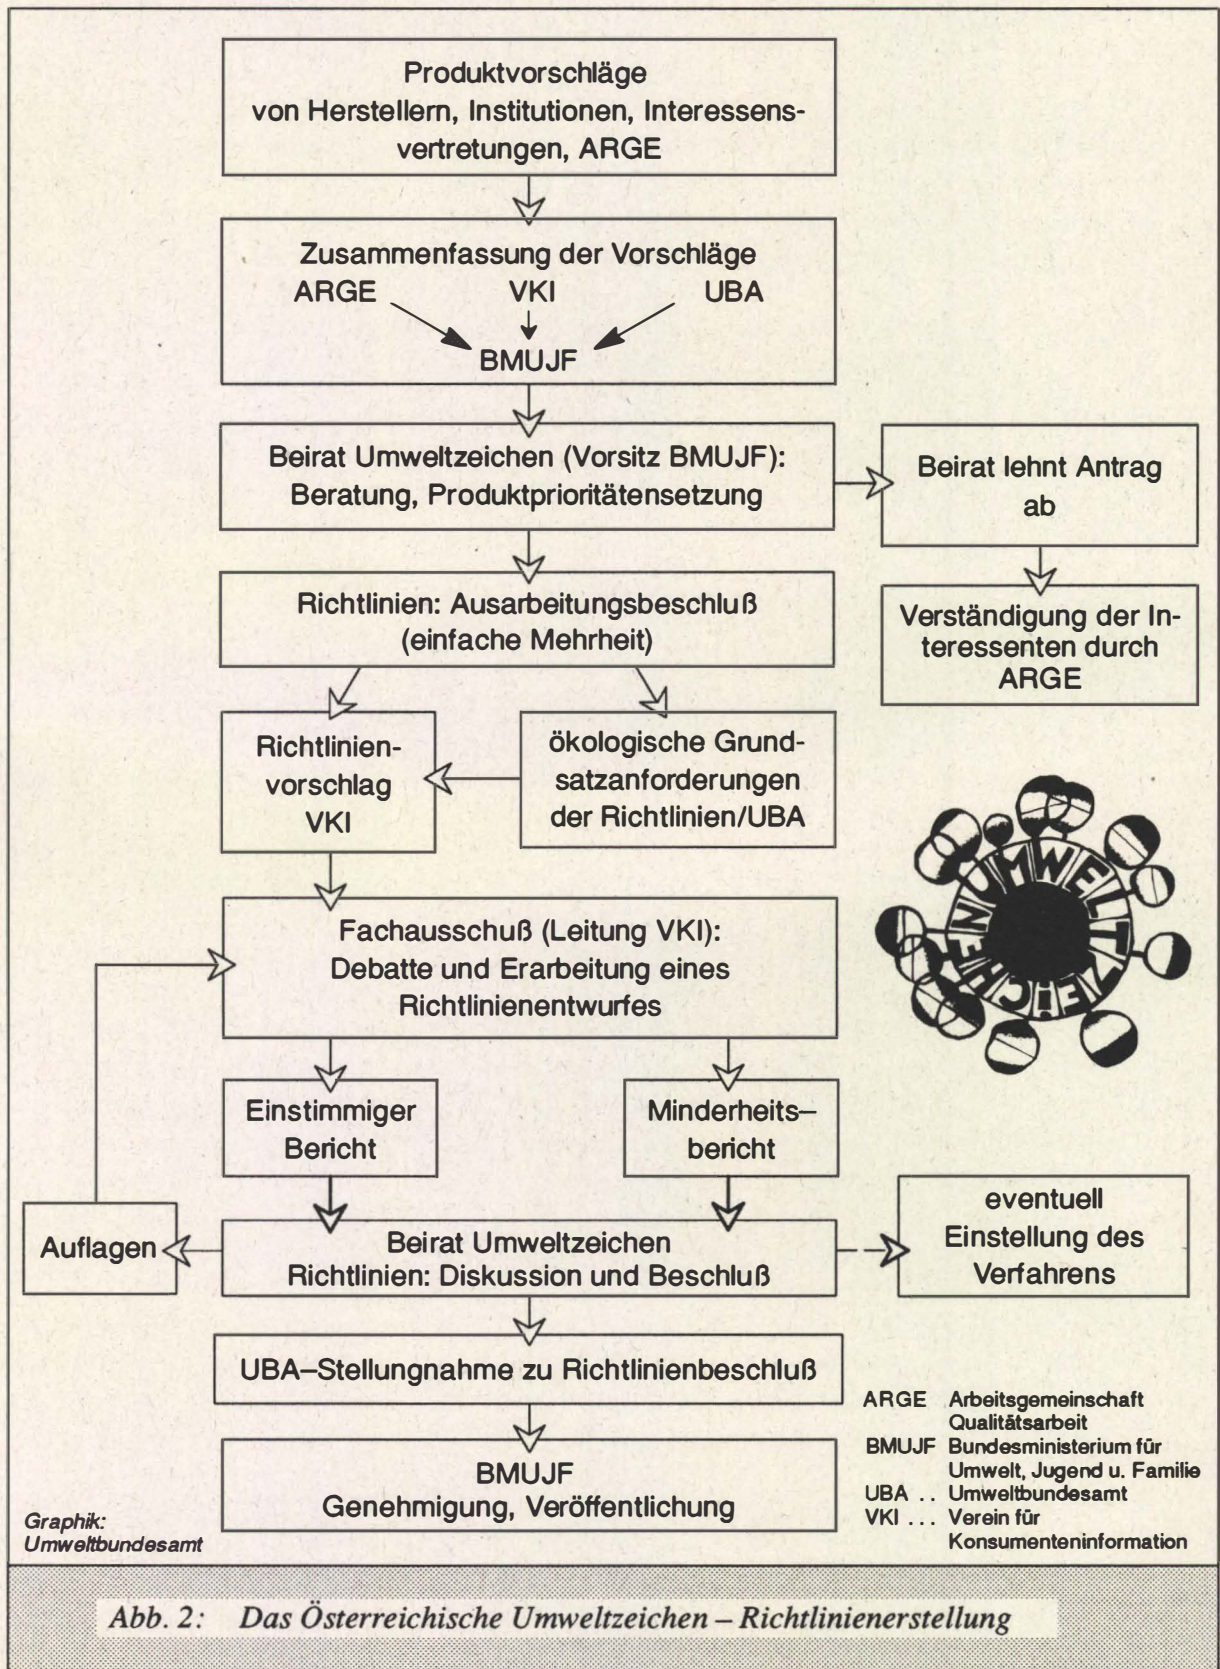 Produktvorschläge
von Herstellern, Institutionen, Interessens-
vertretungen, ARGE
Zusammenfassung der Vorschläge
ARGE VKI UBA
BMUJF
Beirat Umweltzeichen (Vorsitz BMUJF):
Beratung, Produktprioritätensetzung
Beirat lehnt Antrag
ab
Verständigung der In-
teressenten durch
ARGE
Richtlinien: Ausarbeitungsbeschluß
(einfache Mehrheit)
Richtlinien-
vorschlag
VKI
ökologische Grund-
satzanforderungen
der Richtlinien/UBA
UMWELTZEICHEN
Fachausschuß (Leitung VKI):
Debatte und Erarbeitung eines
Richtlinienentwurfes
Einstimmiger
Bericht
Minderheits–
bericht
Auflagen
Beirat Umweltzeichen
Richtlinien: Diskussion und Beschluß
eventuell
Einstellung des
Verfahrens
UBA–Stellungnahme zu Richtlinienbeschluß
BMUJF
Genehmigung, Veröffentlichung
ARGE Arbeitsgemeinschaft
Qualitätsarbeit
BMUJF Bundesministerium für
Umwelt, Jugend u. Familie
UBA .. Umweltbundesamt
VKI ... Verein für
Konsumenteninformation
Graphik:
Umweltbundesamt
Abb. 2: Das Österreichische Umweltzeichen – Richtlinienerstellung